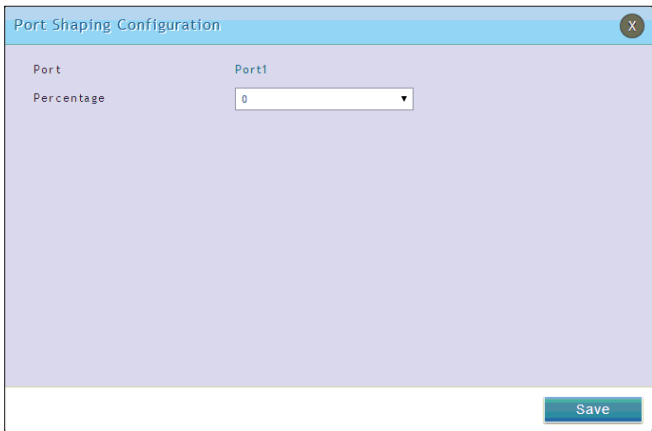 Port Shaping Configuration
X
Port Port1
Percentage 0
Save